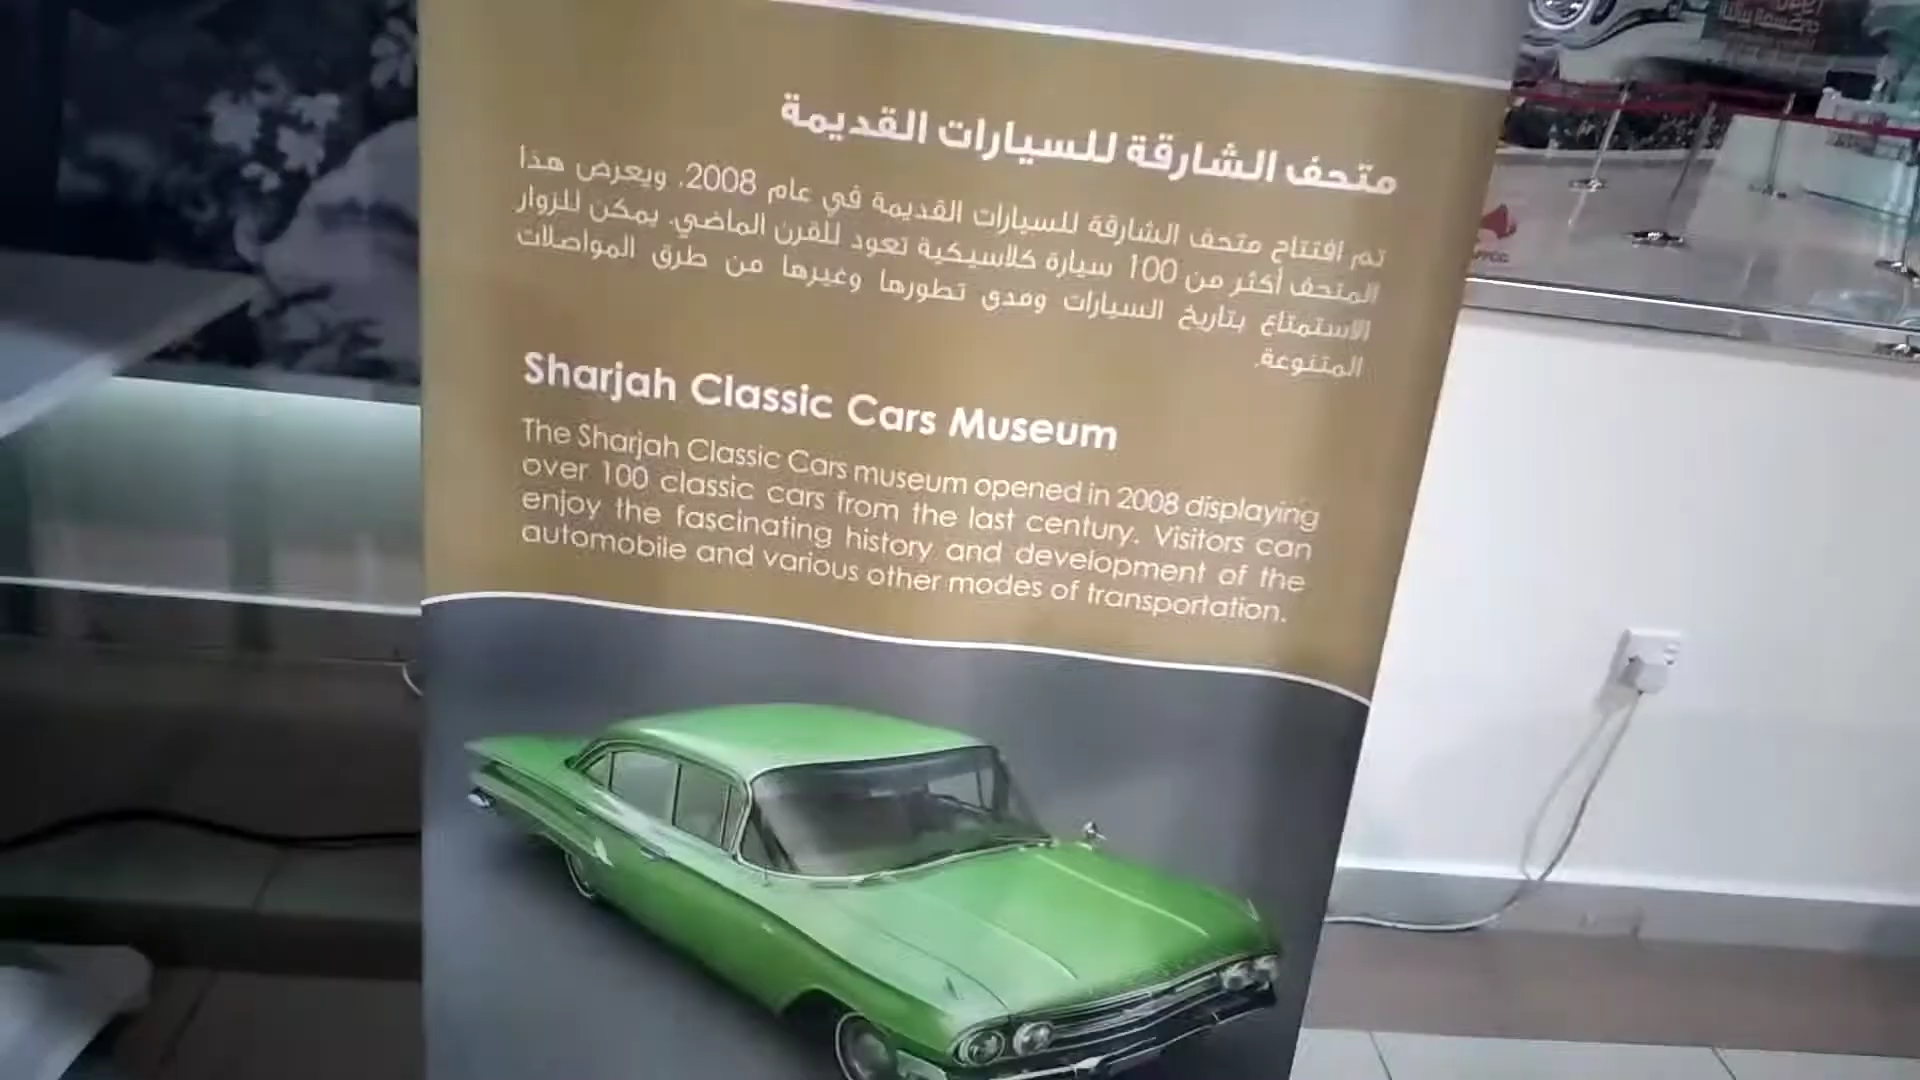 متحف الشارقة للسيارات القديمة
تم افتتاح متحف الشارقة للسيارات القديمة في عام 2008. ويعرض هذا
المتحف أكثر من 100 سيارة كلاسيكية تعود للقرن الماضي. يمكن للزوار
الاستمتاع بتاريخ السيارات ومدى تطورها وغيرها من طرق المواصلات
المتنوعة.
Sharjah Classic Cars Museum
The Sharjah Classic Cars museum opened in 2008 displaying
over 100 classic cars from the last century. Visitors can
enjoy the fascinating history and development of the
automobile and various other modes of transportation.